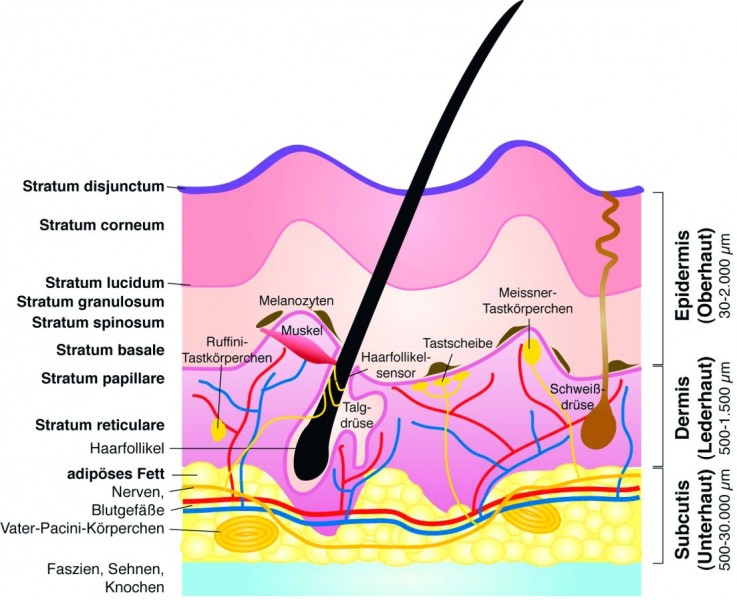 Stratum disjunctum
Stratum corneum
Stratum lucidum
Stratum granulosum
Stratum spinosum
Stratum basale
Stratum papillare
Stratum reticulare
Haarfollikel
adipöses Fett
Nerven,
Blutgefäße
Vater-Pacini-Körperchen
Faszien, Sehnen,
Knochen
Melanozyten
Muskel
Ruffini-
Tastkörperchen
Haarfollikel-
sensor
Talg-
drüse
Tastscheibe
Meissner-
Tastkörperchen
Schweiß-
drüse
Epidermis
(Oberhaut)
30-2.000 µm
Dermis
(Lederhaut)
500-1.500 µm
Subcutis
(Unterhaut)
500-30.000 µm